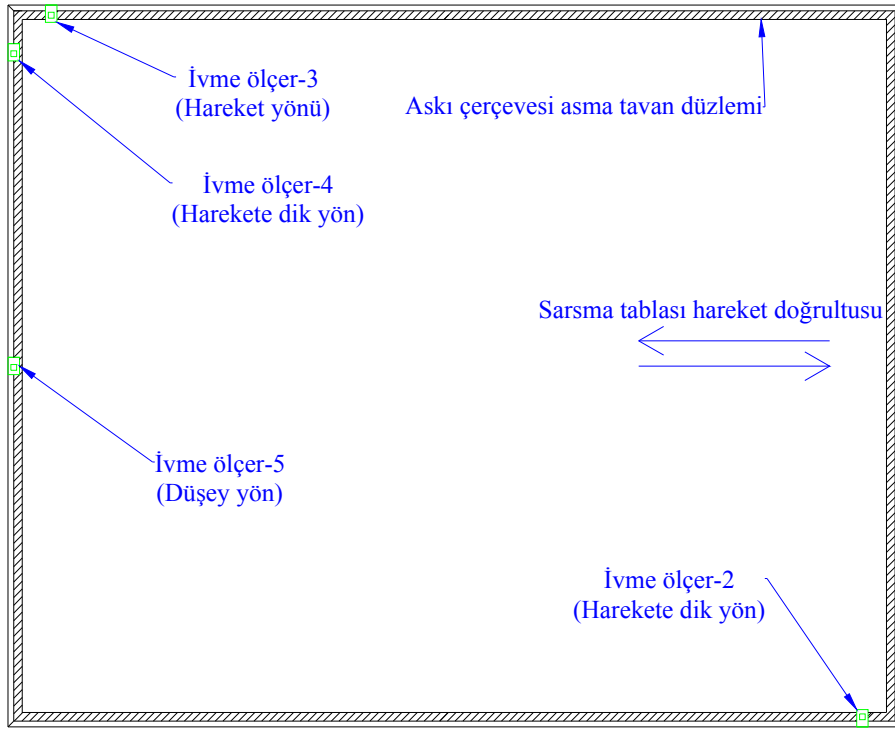 İvme ölçer-3
(Hareket yönü)
Askı çerçevesi asma tavan düzlemi
İvme ölçer-4
(Harekete dik yön)
Sarsma tablası hareket doğrultusu
İvme ölçer-5
(Düşey yön)
İvme ölçer-2
(Harekete dik yön)